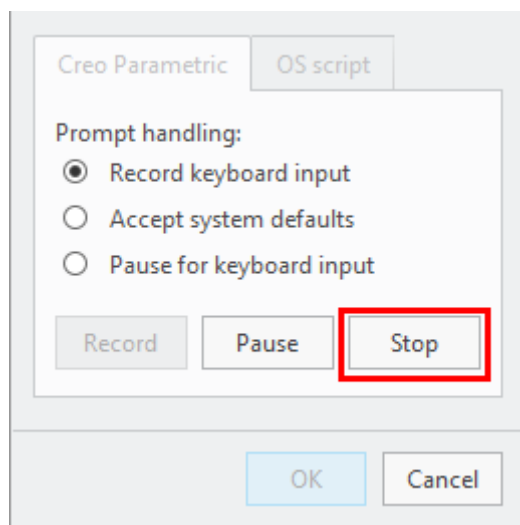 Creo Parametric OS script
Prompt handling:
Record keyboard input
Accept system defaults
Pause for keyboard input
Record Pause Stop
OK Cancel